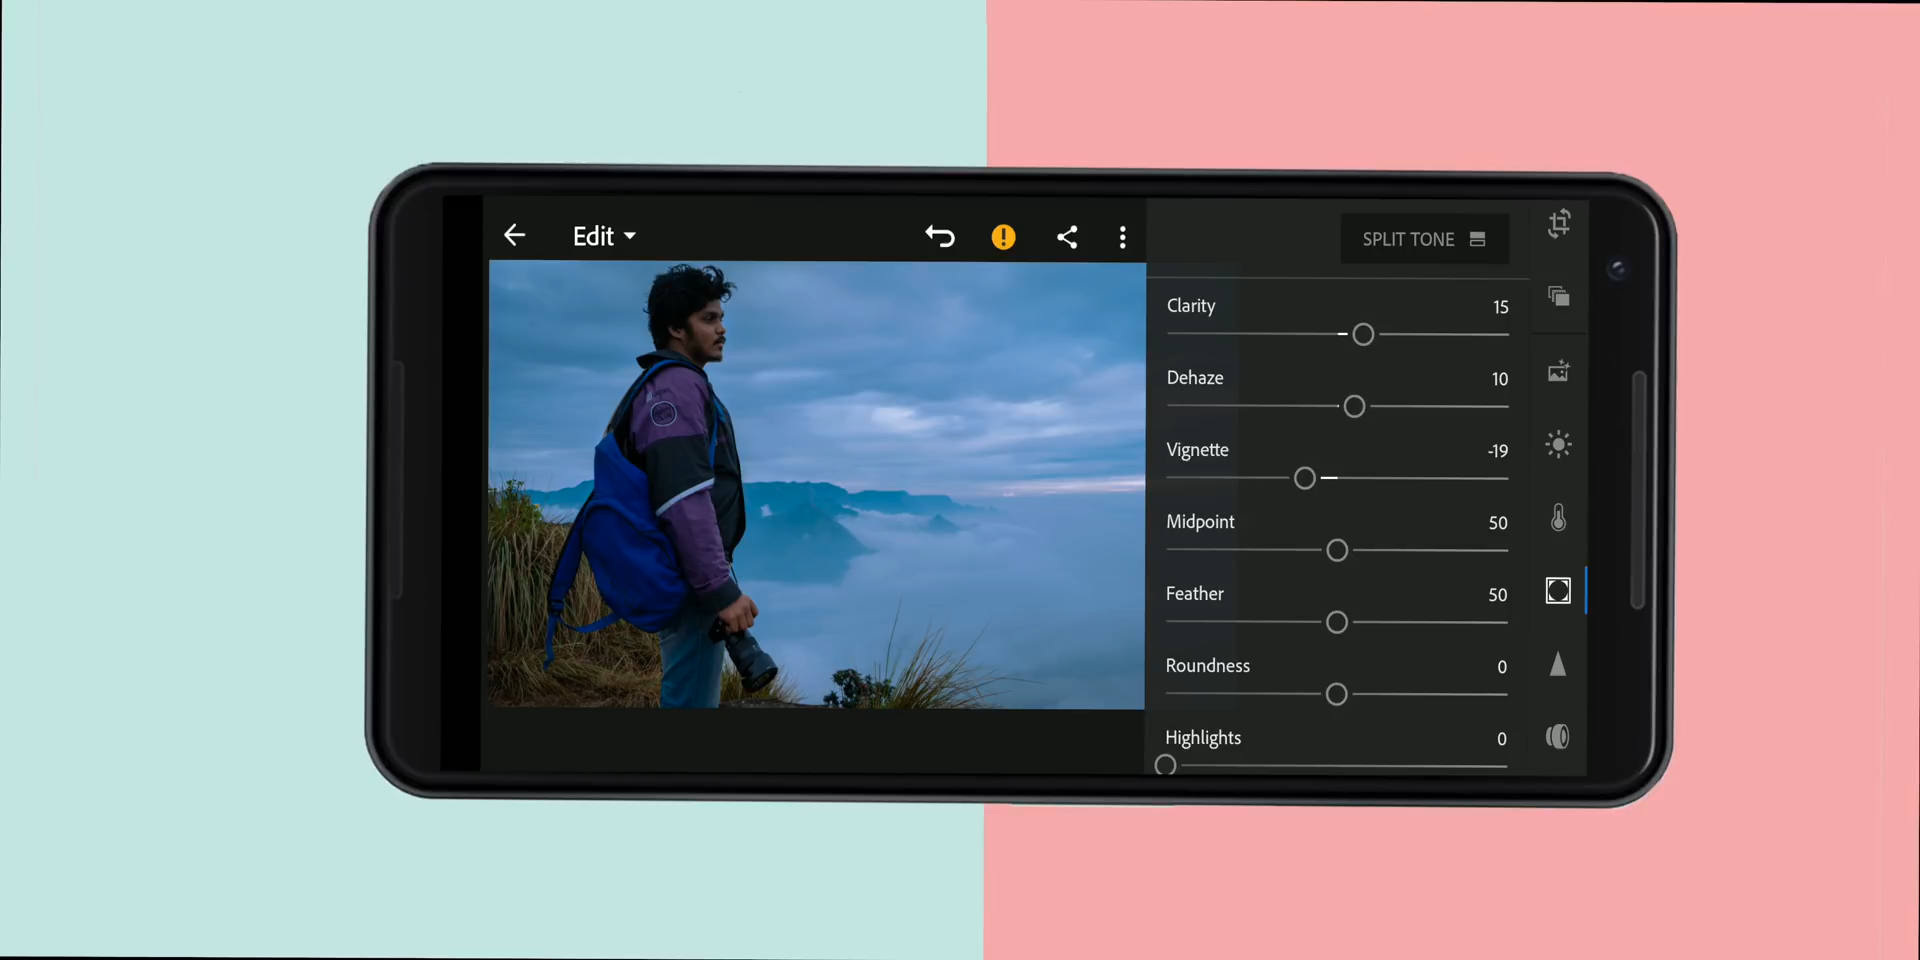 Edit
SPLIT TONE
Clarity 15
Dehaze 10
Vignette -19
Midpoint 50
Feather 50
Roundness 0
Highlights 0